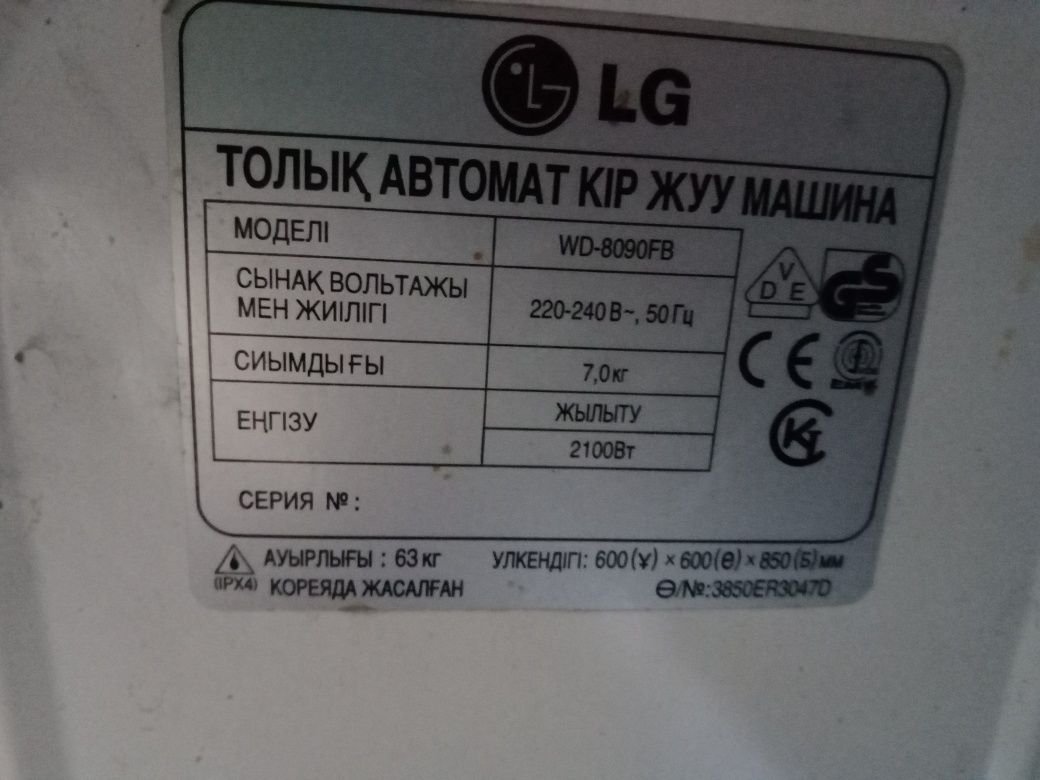 LG
ТОЛЫҚ АВТОМАТ КІР ЖУУ МАШИНА
МОДЕЛІ WD-8090FB
СЫНАҚ ВОЛЬТАЖЫ МЕН ЖИІЛІГІ 220-240 В~, 50 Гц
СИЫМДЫҒЫ 7,0 кг
ЕҢГІЗУ ЖЫЛЫТУ
2100Вт
СЕРИЯ №:
VDE
GS
CE
АУЫРЛЫҒЫ : 63 кг УЛКЕНДІГІ: 600 (Ұ) × 600 (Ө) × 850 (Б) мм
(IPX4) КОРЕЯДА ЖАСАЛҒАН Ө/№:3850ER3047D